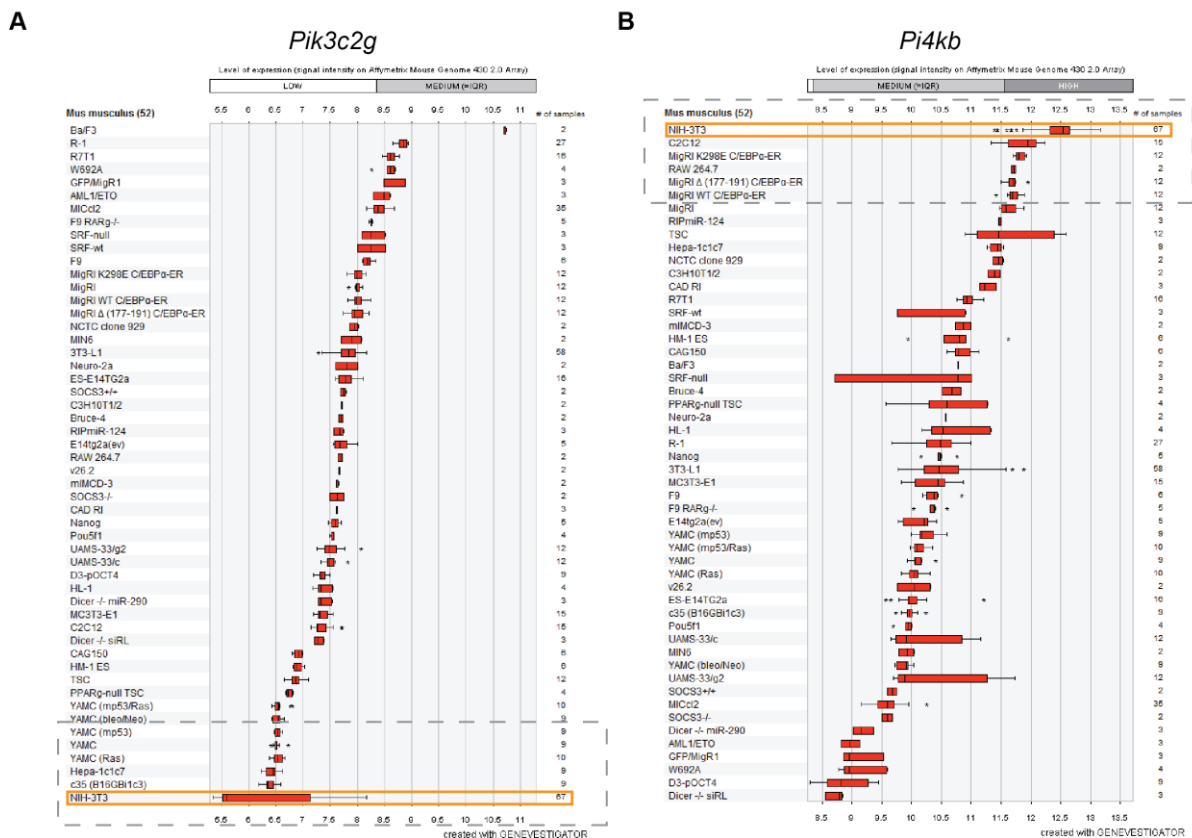 A
Pik3c2g
Level of expression (signal intensity on Affymetrix Mouse Genome 430 2.0 Array)
LOW MEDIUM (=IQR)
5.5 6 6.5 7 7.5 8 8.5 9 9.5 10 10.5 11
Mus musculus (52) # of samples
Ba/F3 2
R-1 27
R7T1 16
W692A 4
GFP/MigR1 3
AML1/ETO 3
MICcl2 35
F9 RARg-/- 5
SRF-null 3
SRF-wt 3
F9 6
MigRI K298E C/EBPα-ER 12
MigRI 12
MigRI WT C/EBPα-ER 12
MigRI Δ (177-191) C/EBPα-ER 12
NCTC clone 929 2
MIN6 2
3T3-L1 58
Neuro-2a 2
ES-E14TG2a 16
SOCS3+/+ 2
C3H10T1/2 2
Bruce-4 2
RIPmiR-124 3
E14tg2a(ev) 5
RAW 264.7 2
v26.2 2
mIMCD-3 2
SOCS3-/- 2
CAD RI 3
Nanog 6
Pou5f1 4
UAMS-33/g2 12
UAMS-33/c 12
D3-pOCT4 9
HL-1 4
Dicer -/- miR-290 3
MC3T3-E1 15
C2C12 15
Dicer -/- siRL 3
CAG150 6
HM-1 ES 6
TSC 12
PPARg-null TSC 4
YAMC (mp53/Ras) 10
YAMC (bleo/Neo) 9
YAMC (mp53) 9
YAMC 9
YAMC (Ras) 10
Hepa-1c1c7 9
c35 (B16GBi1c3) 9
NIH-3T3 67
5.5 6 6.5 7 7.5 8 8.5 9 9.5 10 10.5 11
created with GENEVESTIGATOR
B
Pi4kb
Level of expression (signal intensity on Affymetrix Mouse Genome 430 2.0 Array)
MEDIUM (=IQR) HIGH
8.5 9 9.5 10 10.5 11 11.5 12 12.5 13 13.5
Mus musculus (52) # of samples
NIH-3T3 67
C2C12 15
MigRI K298E C/EBPα-ER 12
RAW 264.7 2
MigRI Δ (177-191) C/EBPα-ER 12
MigRI WT C/EBPα-ER 12
MigRI 12
RIPmiR-124 3
TSC 12
Hepa-1c1c7 9
NCTC clone 929 2
C3H10T1/2 2
CAD RI 3
R7T1 16
SRF-wt 3
mIMCD-3 2
HM-1 ES 6
CAG150 6
Ba/F3 2
SRF-null 3
Bruce-4 2
PPARg-null TSC 4
Neuro-2a 2
HL-1 4
R-1 27
Nanog 6
3T3-L1 58
MC3T3-E1 15
F9 6
F9 RARg-/- 5
E14tg2a(ev) 5
YAMC (mp53) 9
YAMC (mp53/Ras) 10
YAMC 9
YAMC (Ras) 10
v26.2 2
ES-E14TG2a 16
c35 (B16GBi1c3) 9
Pou5f1 4
UAMS-33/c 12
MIN6 2
YAMC (bleo/Neo) 9
UAMS-33/g2 12
SOCS3+/+ 2
MICcl2 35
SOCS3-/- 2
Dicer -/- miR-290 3
AML1/ETO 3
GFP/MigR1 3
W692A 4
D3-pOCT4 9
Dicer -/- siRL 3
8.5 9 9.5 10 10.5 11 11.5 12 12.5 13 13.5
created with GENEVESTIGATOR